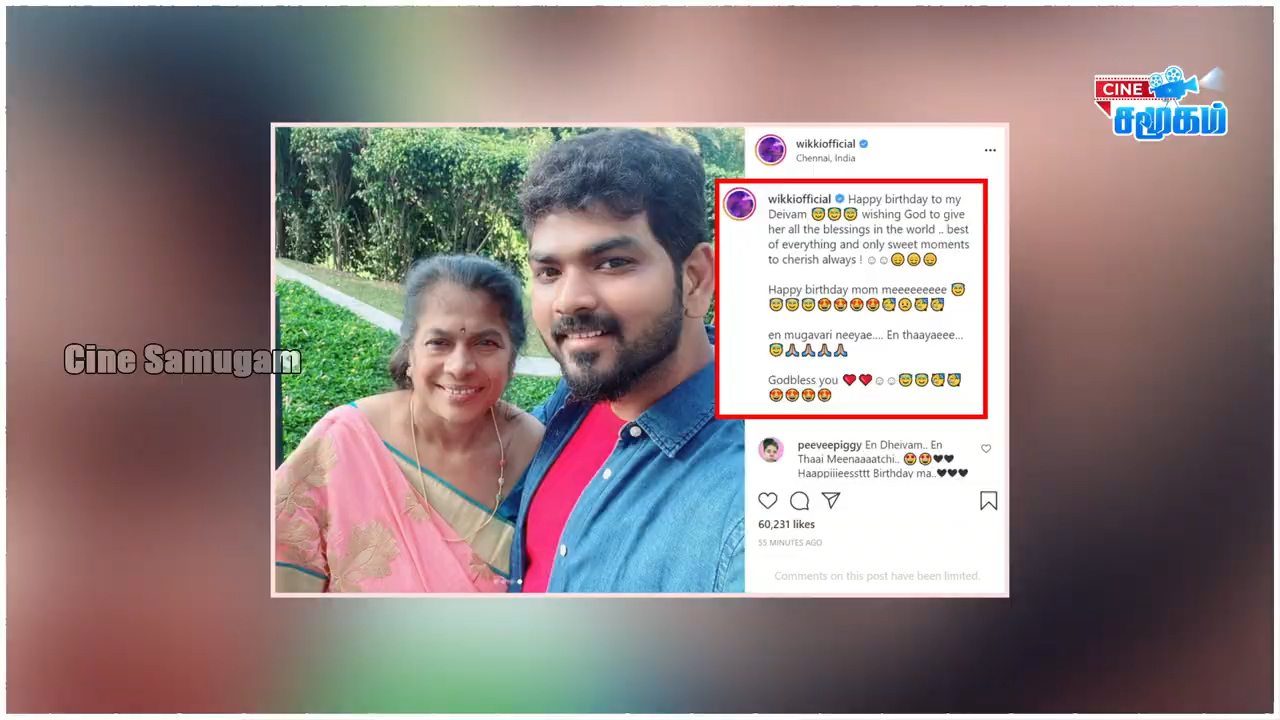 CINE
சமூகம்
wikkiofficial
Chennai, India
wikkiofficial Happy birthday to my
Deivam 😇😇😇 wishing God to give
her all the blessings in the world .. best
of everything and only sweet moments
to cherish always ! ☺☺😑😑😑
Happy birthday mom meeeeeeeee 😇
😇😇😇😍😍😍😍🥰😣🥰🥰
en mugavari neeyae.... En thaayaeee...
😇🙏🙏🙏🙏
Godbless you ❤❤☺☺😇😇🥰🥰
😍😍😍😍
Cine Samugam
peeveepiggy En Dheivam.. En
Thaai Meenaaaatchi.. 😍😍🖤🖤
Haappiiieessttt Birthday ma..🖤🖤🖤
60,231 likes
55 MINUTES AGO
Comments on this post have been limited.